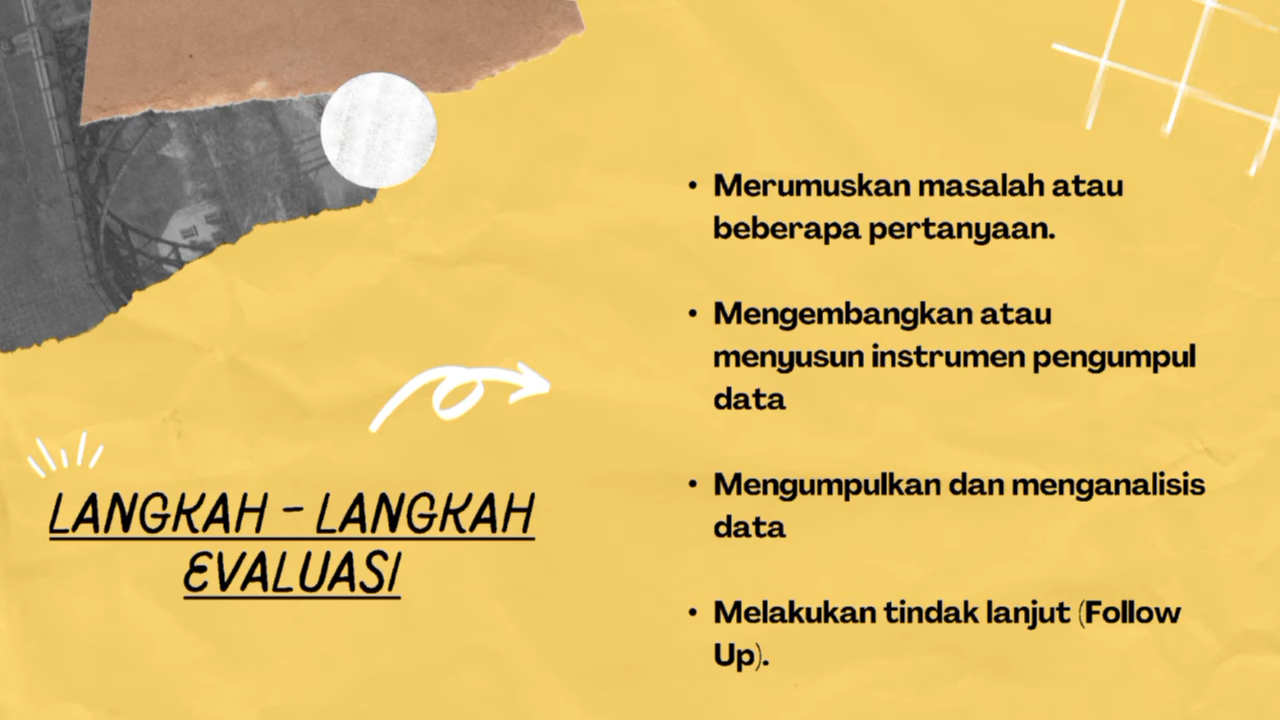 LANGKAH - LANGKAH
EVALUASI
• Merumuskan masalah atau
beberapa pertanyaan.
• Mengembangkan atau
menyusun instrumen pengumpul
data
• Mengumpulkan dan menganalisis
data
• Melakukan tindak lanjut (Follow
Up).